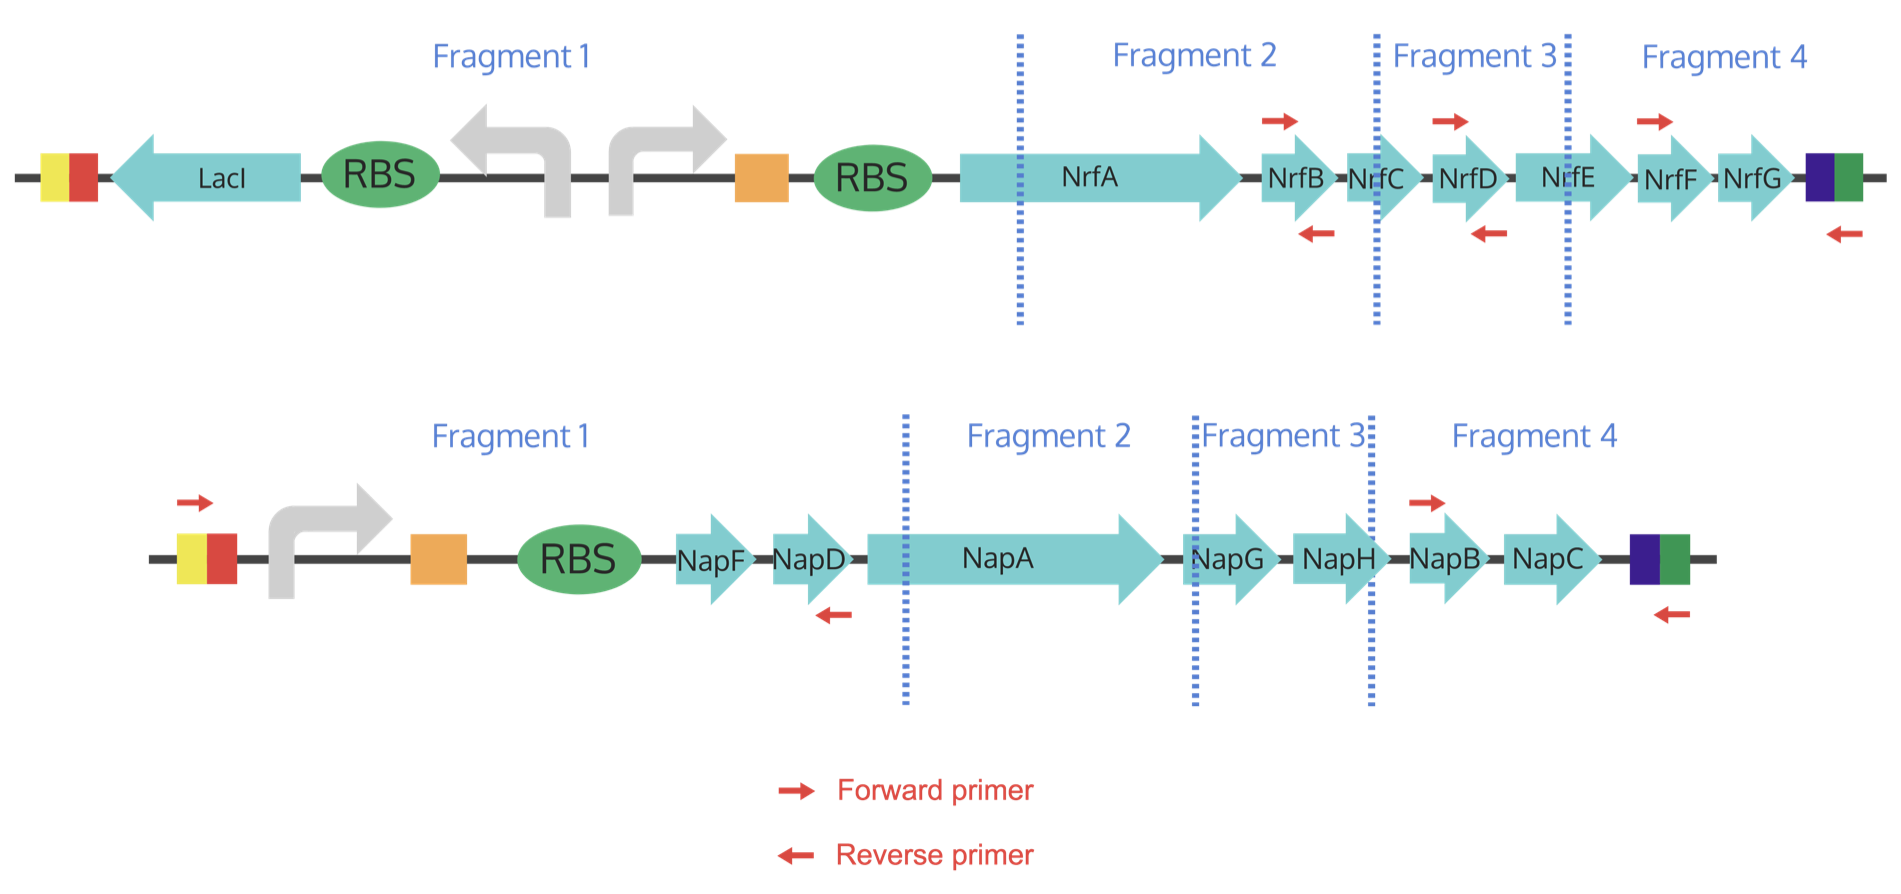 Fragment 1 Fragment 2 Fragment 3 Fragment 4
LacI RBS RBS NrfA NrfB NrfC NrfD NrfE NrfF NrfG
Fragment 1 Fragment 2 Fragment 3 Fragment 4
RBS NapF NapD NapA NapG NapH NapB NapC
Forward primer
Reverse primer